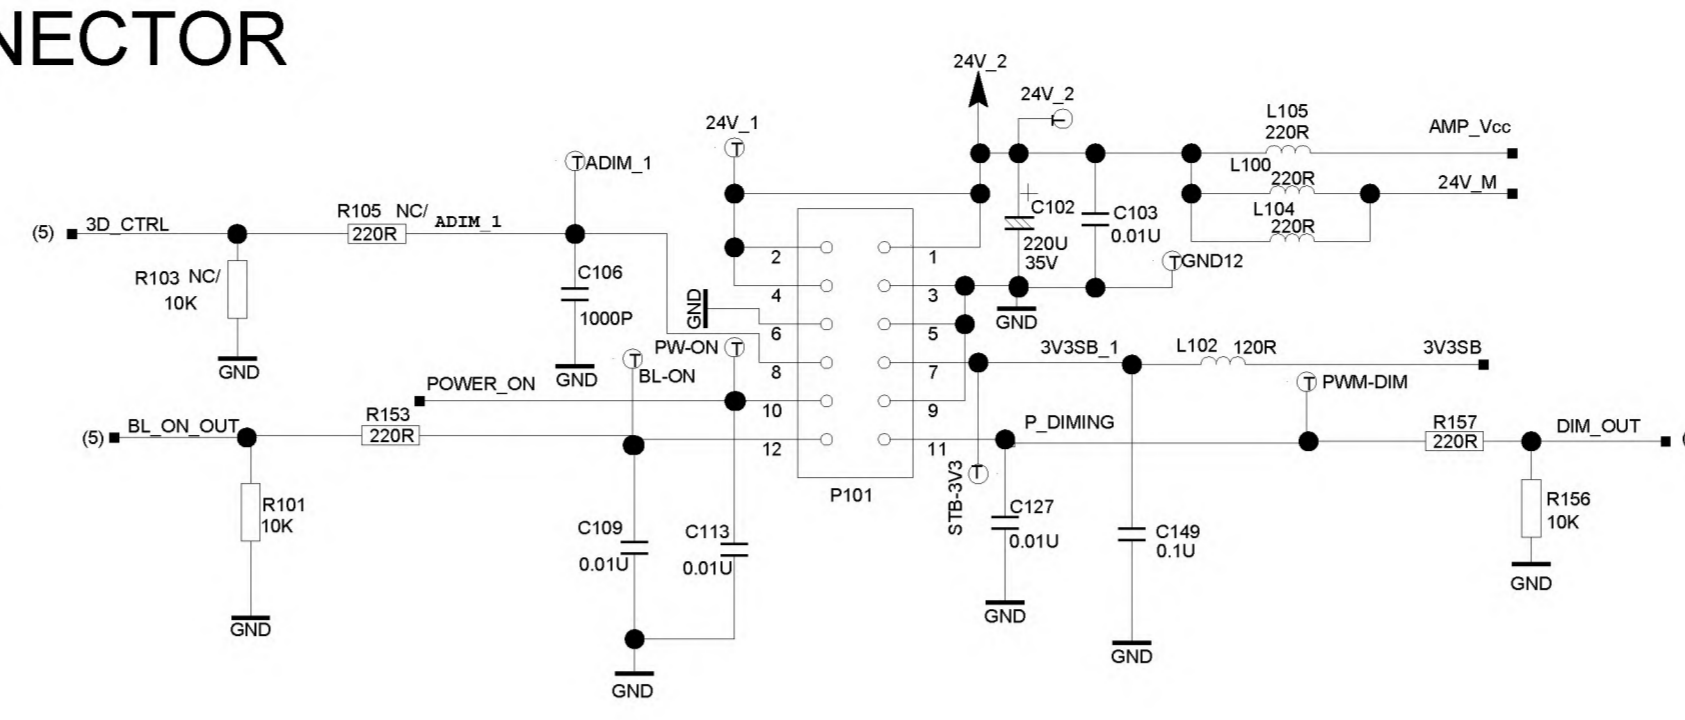 NECTOR
24V_2
24V_2
24V_1
T
T
L105
220R
AMP_Vcc
L100
220R
24V_M
L104
220R
TADIM_1
(5)
3D_CTRL
R105 NC/
220R
ADIM_1
R103 NC/
10K
GND
C106
1000P
GND
C102
220U
35V
C103
0.01U
TGND12
GND
2
4
6
8
10
12
1
3
5
7
9
11
P101
GND
PW-ON T
T
BL-ON
POWER_ON
(5)
BL_ON_OUT
R153
220R
R101
10K
GND
C109
0.01U
C113
0.01U
GND
3V3SB_1
L102 120R
3V3SB
T PWM-DIM
P_DIMING
STB-3V3
T
R157
220R
DIM_OUT
C127
0.01U
GND
C149
0.1U
GND
R156
10K
GND